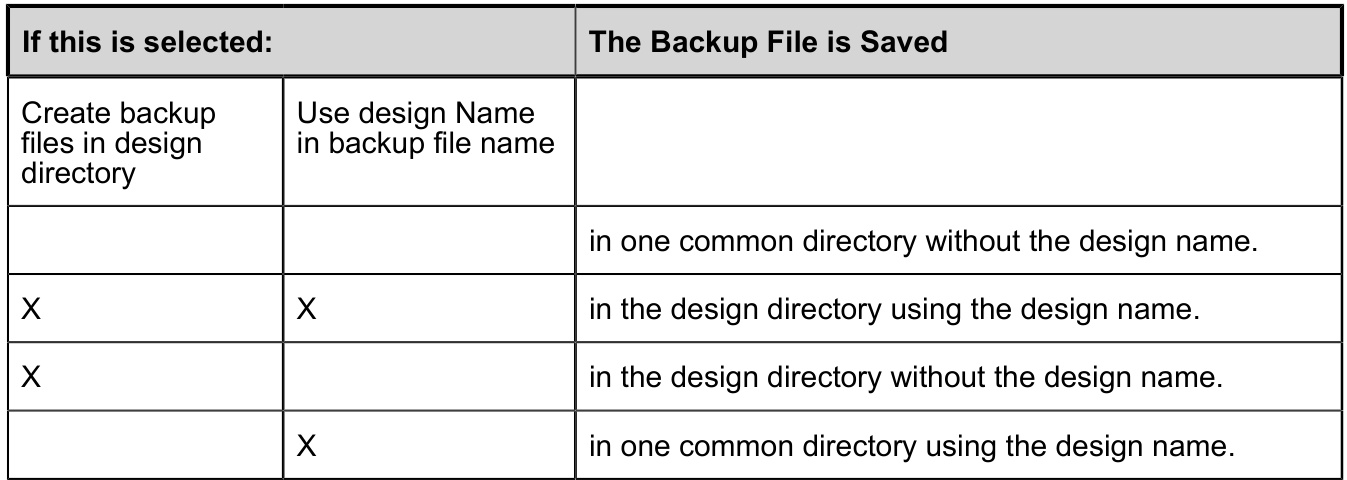 If this is selected:
The Backup File is Saved
Create backup
files in design
directory
Use design Name
in backup file name
in one common directory without the design name.
X
X
in the design directory using the design name.
X
in the design directory without the design name.
X
in one common directory using the design name.